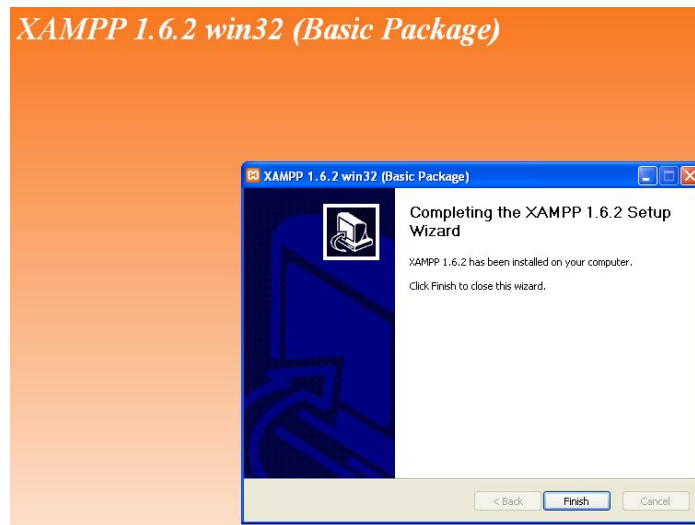 XAMPP 1.6.2 win32 (Basic Package)
XAMPP 1.6.2 win32 (Basic Package)
Completing the XAMPP 1.6.2 Setup
Wizard
XAMPP 1.6.2 has been installed on your computer.
Click Finish to close this wizard.
< Back Finish Cancel